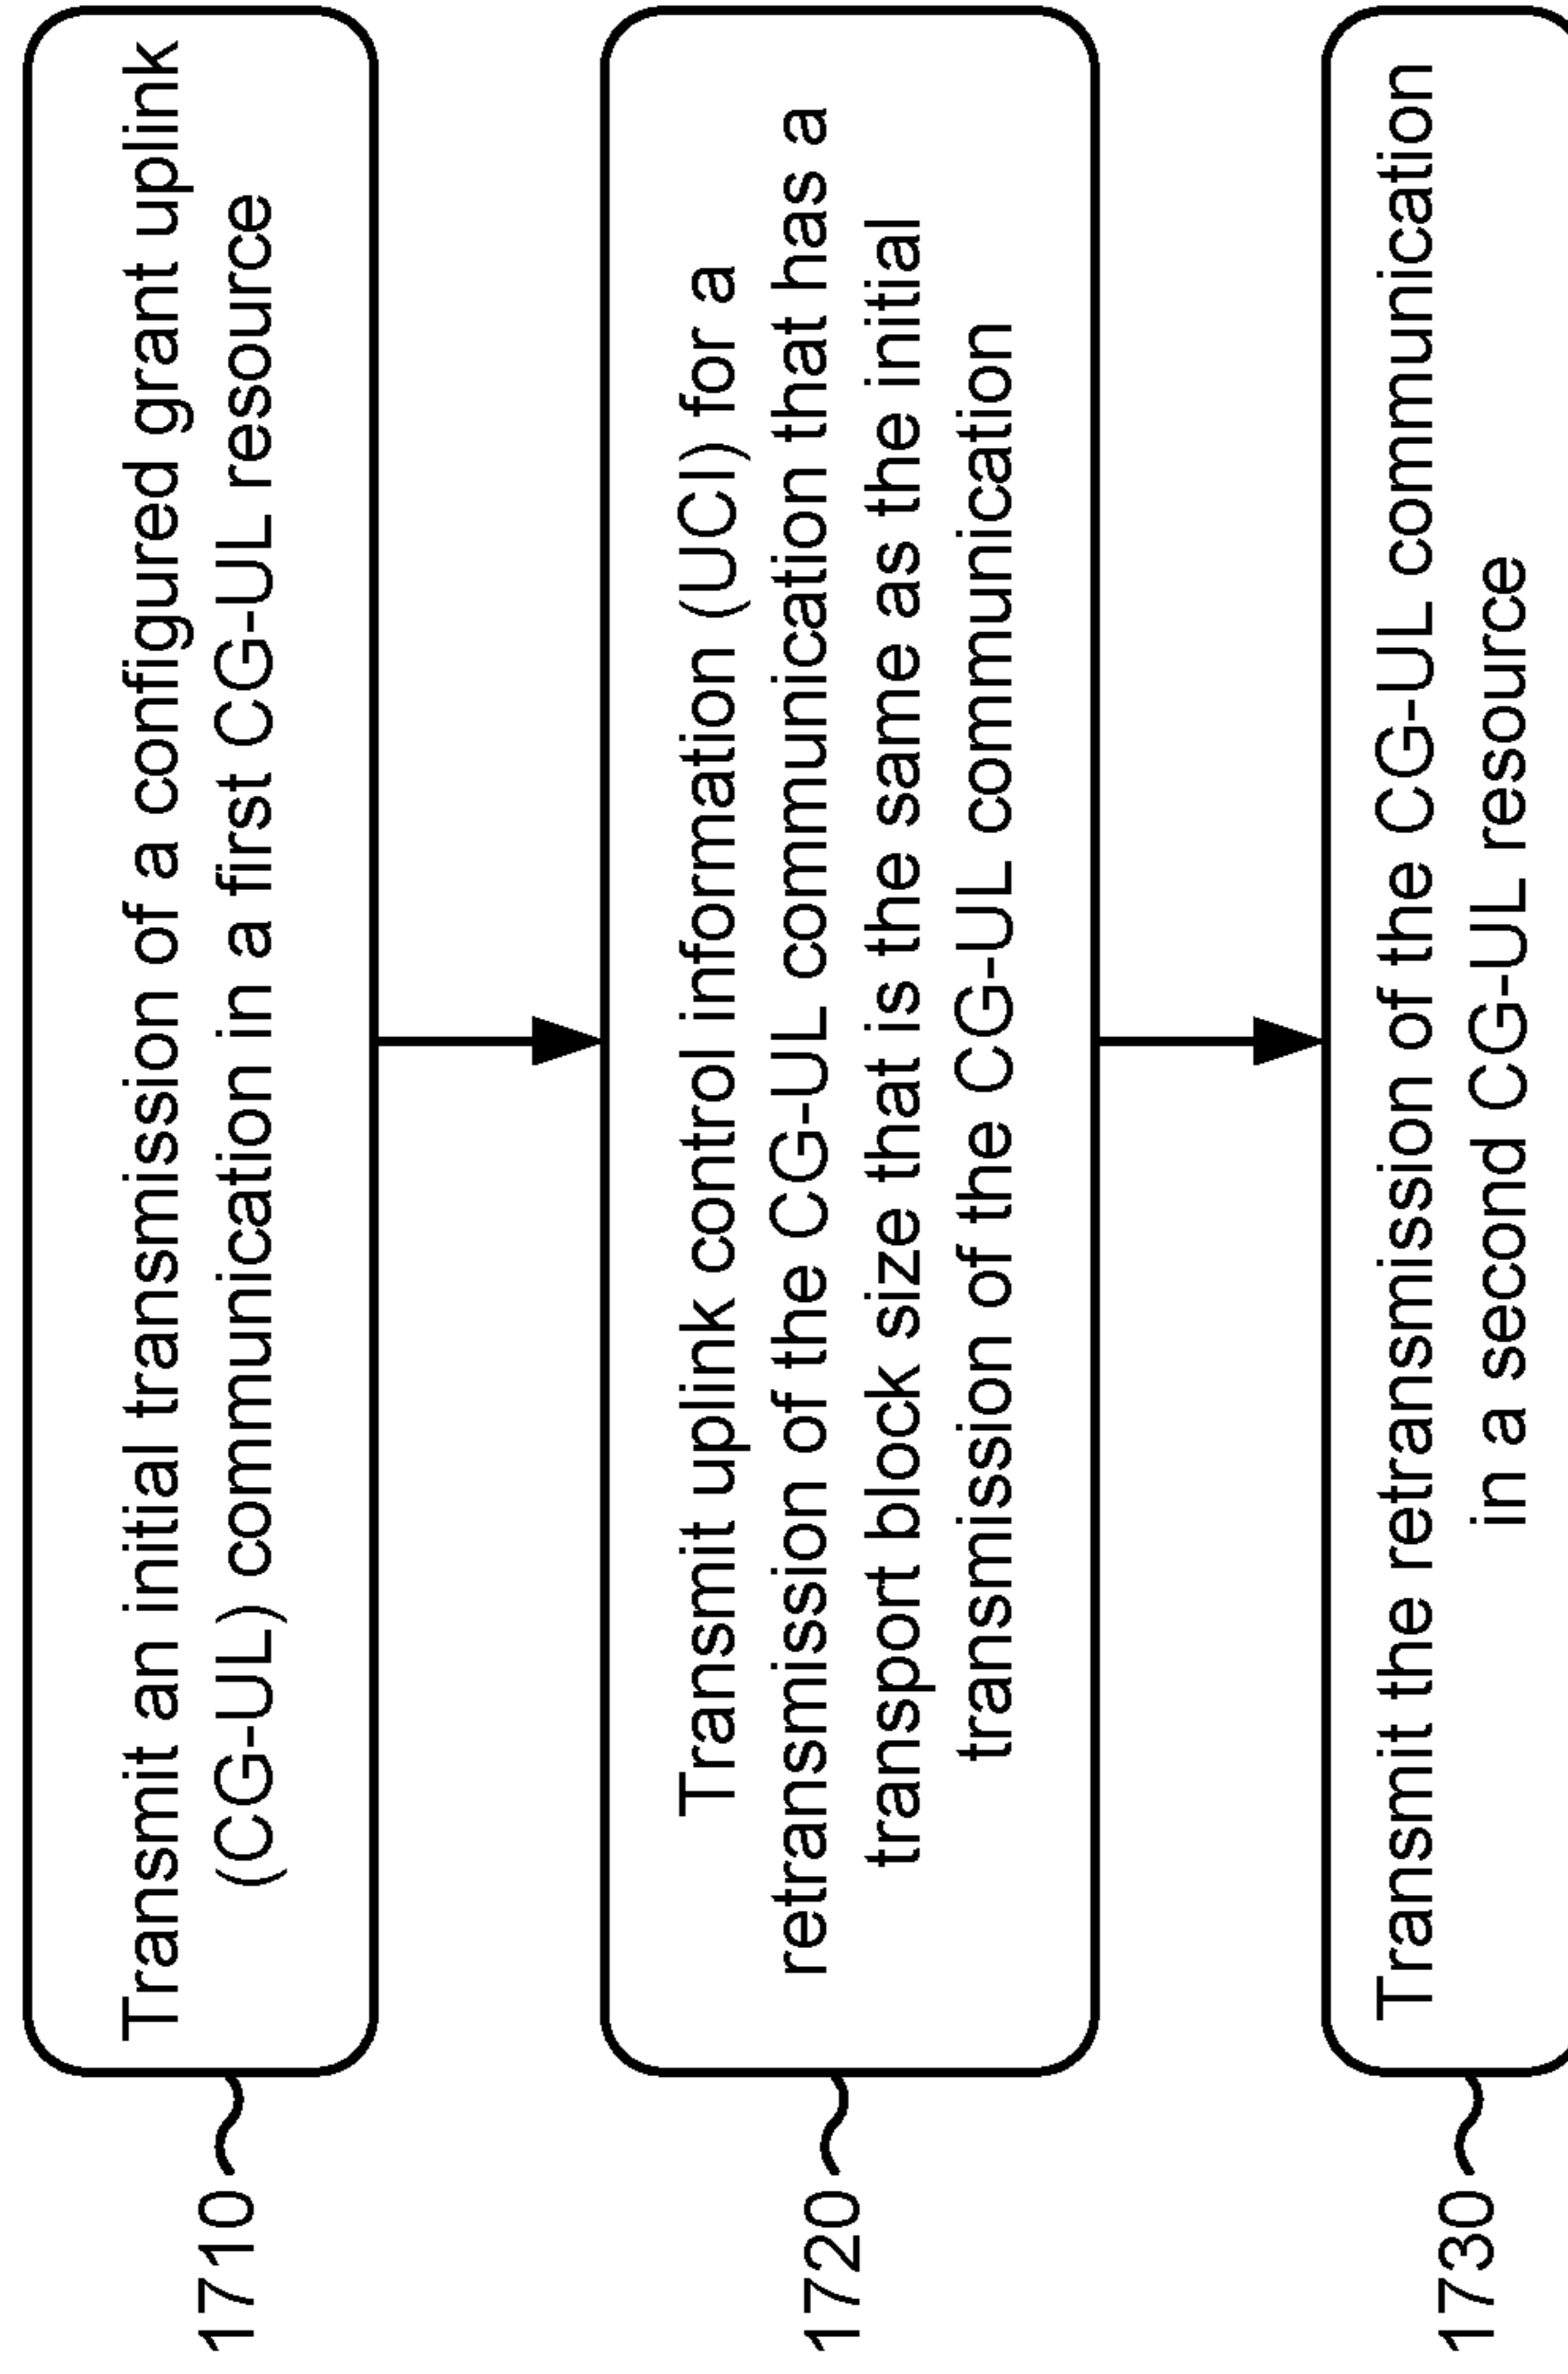 1710
Transmit an initial transmission of a configured grant uplink
(CG-UL) communication in a first CG-UL resource
1720
Transmit uplink control information (UCI) for a
retransmission of the CG-UL communication that has a
transport block size that is the same as the initial
transmission of the CG-UL communication
1730
Transmit the retransmission of the CG-UL communication
in a second CG-UL resource